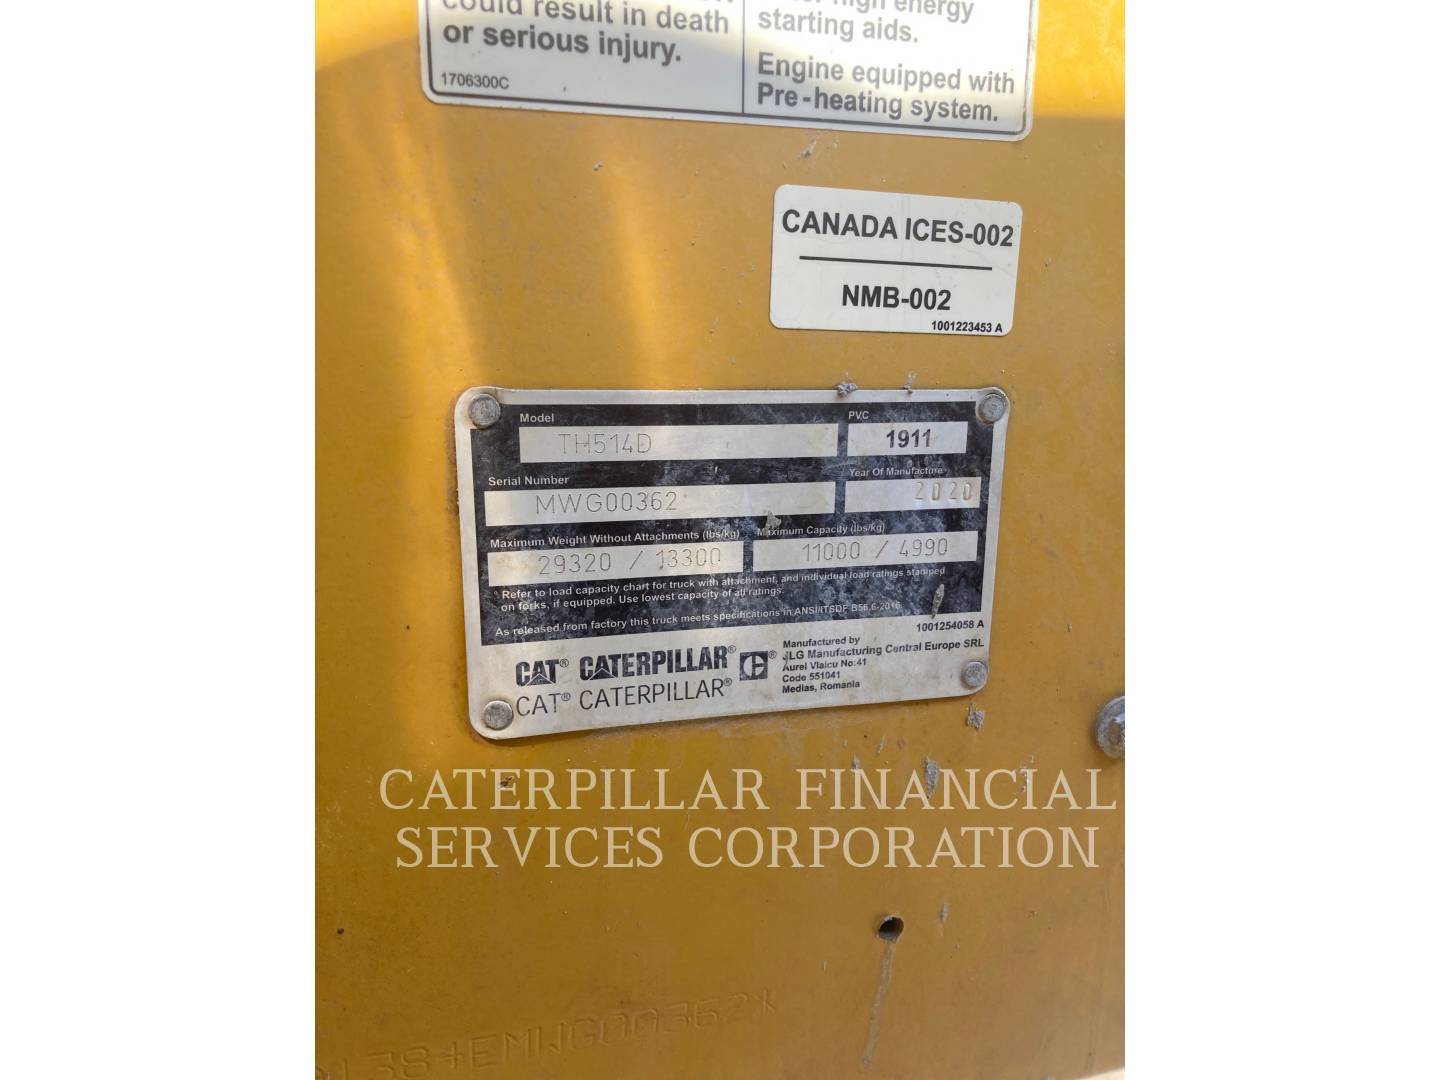 could result in death
or serious injury.
1706300C
high energy
starting aids.
Engine equipped with
Pre-heating system.
CANADA ICES-002
NMB-002
1001223453 A
Model
TH514D
PVC
1911
Serial Number
MWG00362
Year Of Manufacture
2020
Maximum Weight Without Attachments (lbs/kg)
29320 / 13300
Maximum Capacity (lbs/kg)
11000 / 4990
* Refer to load capacity chart for truck with attachment, and individual load ratings stamped
on forks, if equipped. Use lowest capacity of all ratings.
As released from factory this truck meets specifications in ANSI/ITSDF B56.6-2016
1001254058 A
CAT® CATERPILLAR® ®
CAT® CATERPILLAR®
Manufactured by
JLG Manufacturing Central Europe SRL
Aurel Vlaicu No:41
Code 551041
Medias, Romania
CATERPILLAR FINANCIAL
SERVICES CORPORATION
38+EMWG00362*